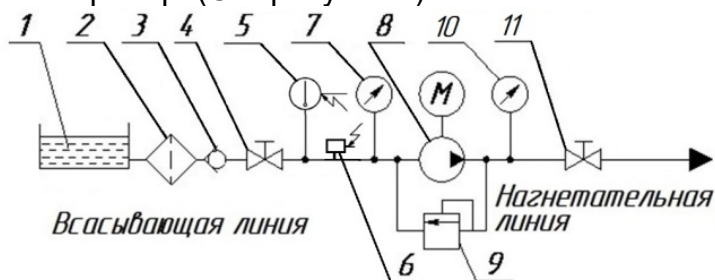 1 2 3 4 5 7 8 10 11
M
Всасывающая линия
Нагнетательная
линия
6 9